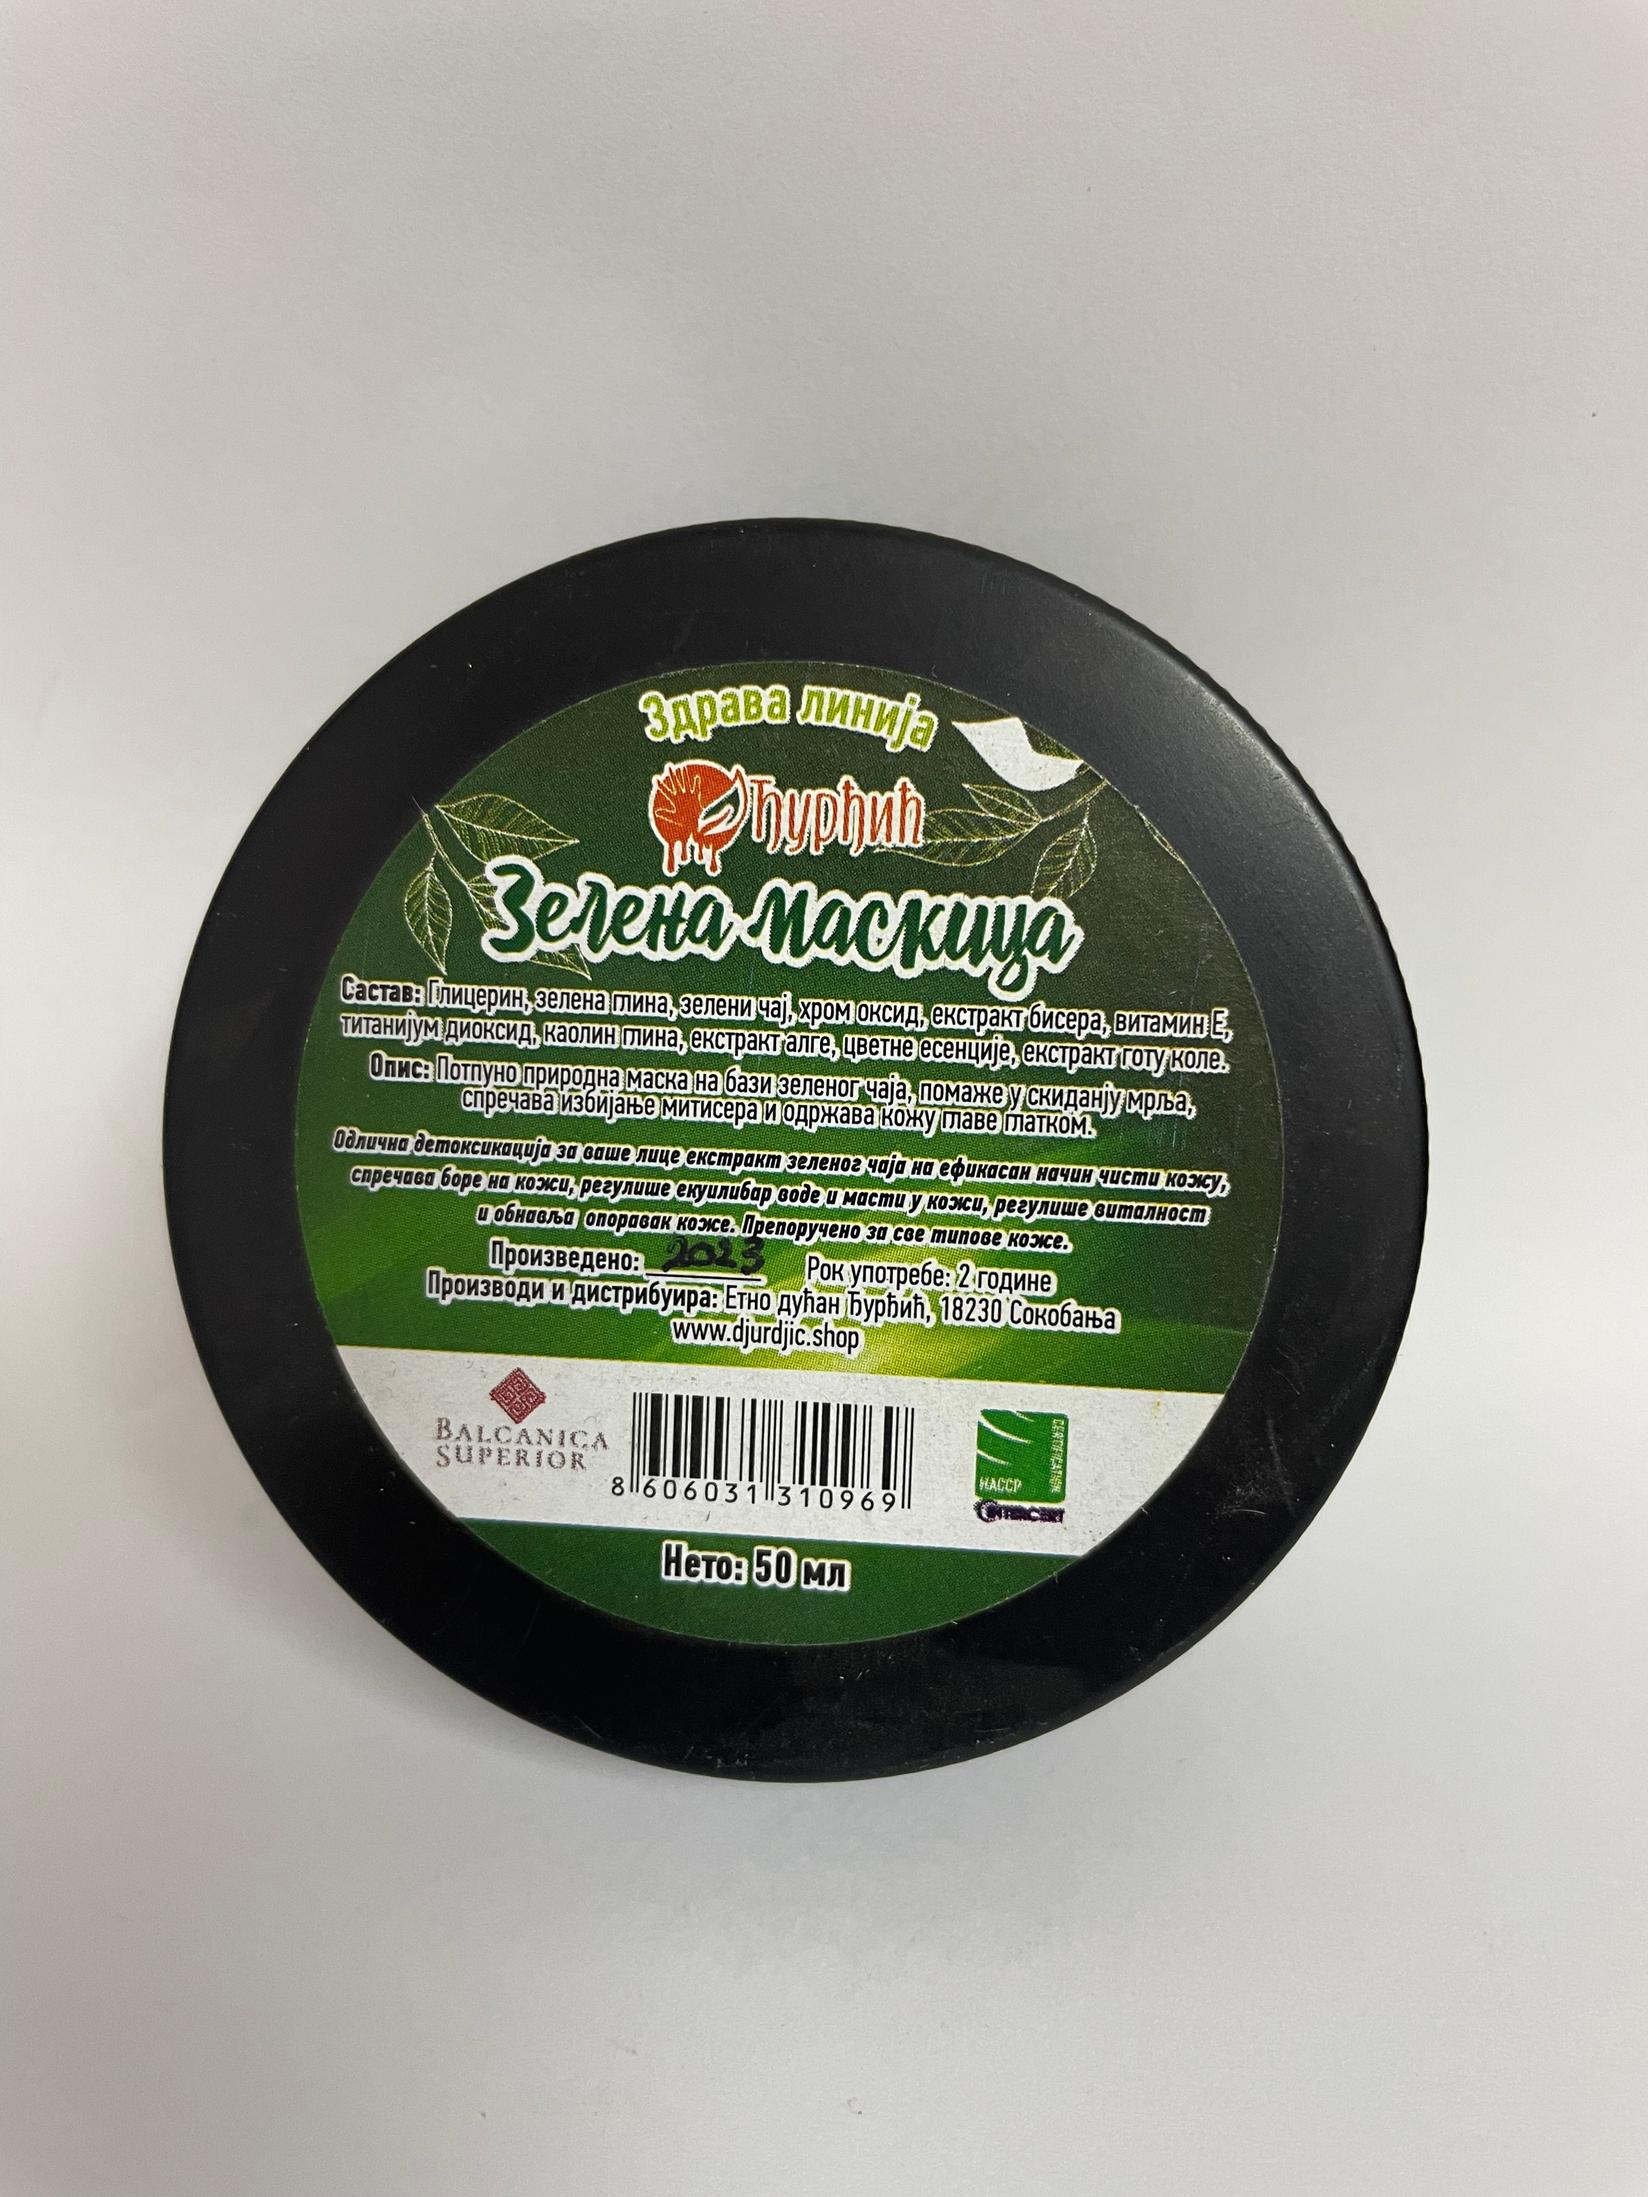 Здрава линија
Ђурђић
Зелена маскица
Састав: Глицерин, зелена глина, зелени чај, хром оксид, екстракт бисера, витамин Е,
титанијум диоксид, каолин глина, екстракт алге, цветне есенције, екстракт готу коле.
Опис: Потпуно природна маска на бази зеленог чаја, помаже у скидању мрља,
спречава избијање митисера и одржава кожу главе глатком.
Одлична детоксикација за ваше лице екстракт зеленог чаја на ефикасан начин чисти кожу,
спречава боре на кожи, регулише екуилибар воде и масти у кожи, регулише виталност
и обнавља опоравак коже. Препоручено за све типове коже.
Произведено: 2023 Рок употребе: 2 године
Производи и дистрибуира: Етно дућан Ђурђић, 18230 Сокобања
www.djurdjic.shop
BALCANICA
SUPERIOR
8 606031 310969
HACCP
CERTIFICATION
INTERCERT
Нето: 50 мл